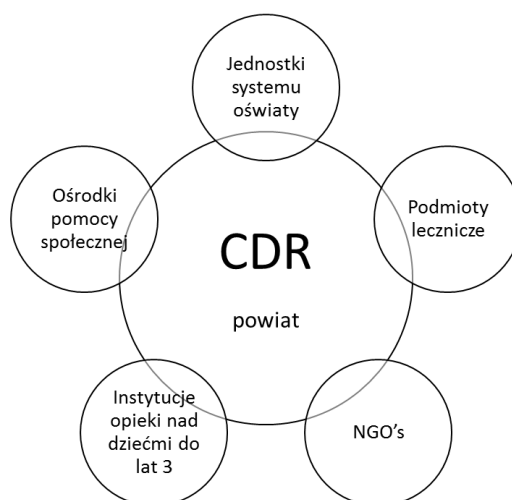 Jednostki
systemu
oświaty
Ośrodki
pomocy
społecznej
Podmioty
lecznicze
CDR
powiat
Instytucje
opieki nad
dziećmi do
lat 3
NGO’s